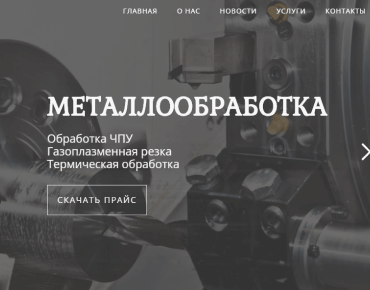 ГЛАВНАЯ О НАС НОВОСТИ УСЛУГИ КОНТАКТЫ
МЕТАЛЛООБРАБОТКА
Обработка ЧПУ
Газоплазменная резка
Термическая обработка
СКАЧАТЬ ПРАЙС